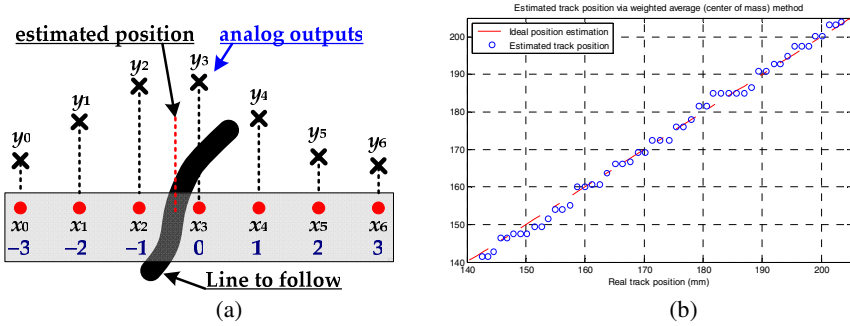 estimated position
analog outputs
y0
y1
y2
y3
y4
y5
y6
x0
x1
x2
x3
x4
x5
x6
−3
−2
−1
0
1
2
3
Line to follow
(a)
Estimated track position via weighted average (center of mass) method
Ideal position estimation
Estimated track position
200
190
180
170
160
150
140
140
150
160
170
180
190
200
Real track position (mm)
(b)